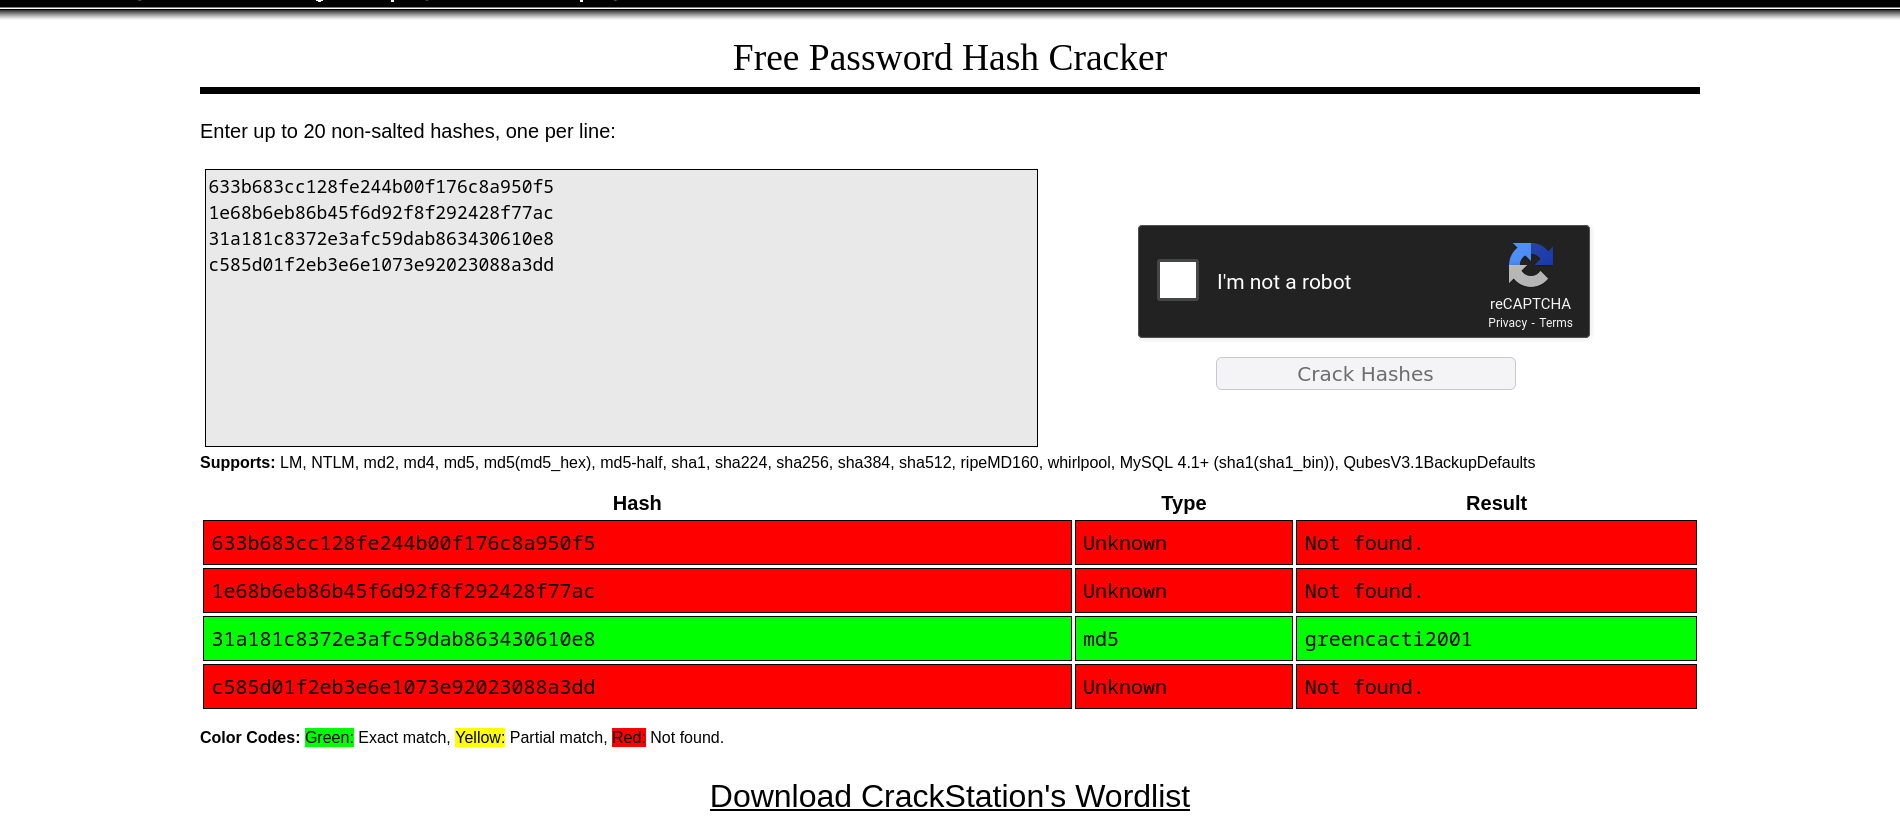 Free Password Hash Cracker
Enter up to 20 non-salted hashes, one per line:
633b683cc128fe244b00f176c8a950f5
1e68b6eb86b45f6d92f8f292428f77ac
31a181c8372e3afc59dab863430610e8
c585d01f2eb3e6e1073e92023088a3dd
I'm not a robot
reCAPTCHA
Privacy - Terms
Crack Hashes
Supports: LM, NTLM, md2, md4, md5, md5(md5_hex), md5-half, sha1, sha224, sha256, sha384, sha512, ripeMD160, whirlpool, MySQL 4.1+ (sha1(sha1_bin)), QubesV3.1BackupDefaults
Hash Type Result
633b683cc128fe244b00f176c8a950f5 Unknown Not found.
1e68b6eb86b45f6d92f8f292428f77ac Unknown Not found.
31a181c8372e3afc59dab863430610e8 md5 greencacti2001
c585d01f2eb3e6e1073e92023088a3dd Unknown Not found.
Color Codes: Green: Exact match, Yellow: Partial match, Red: Not found.
Download CrackStation's Wordlist